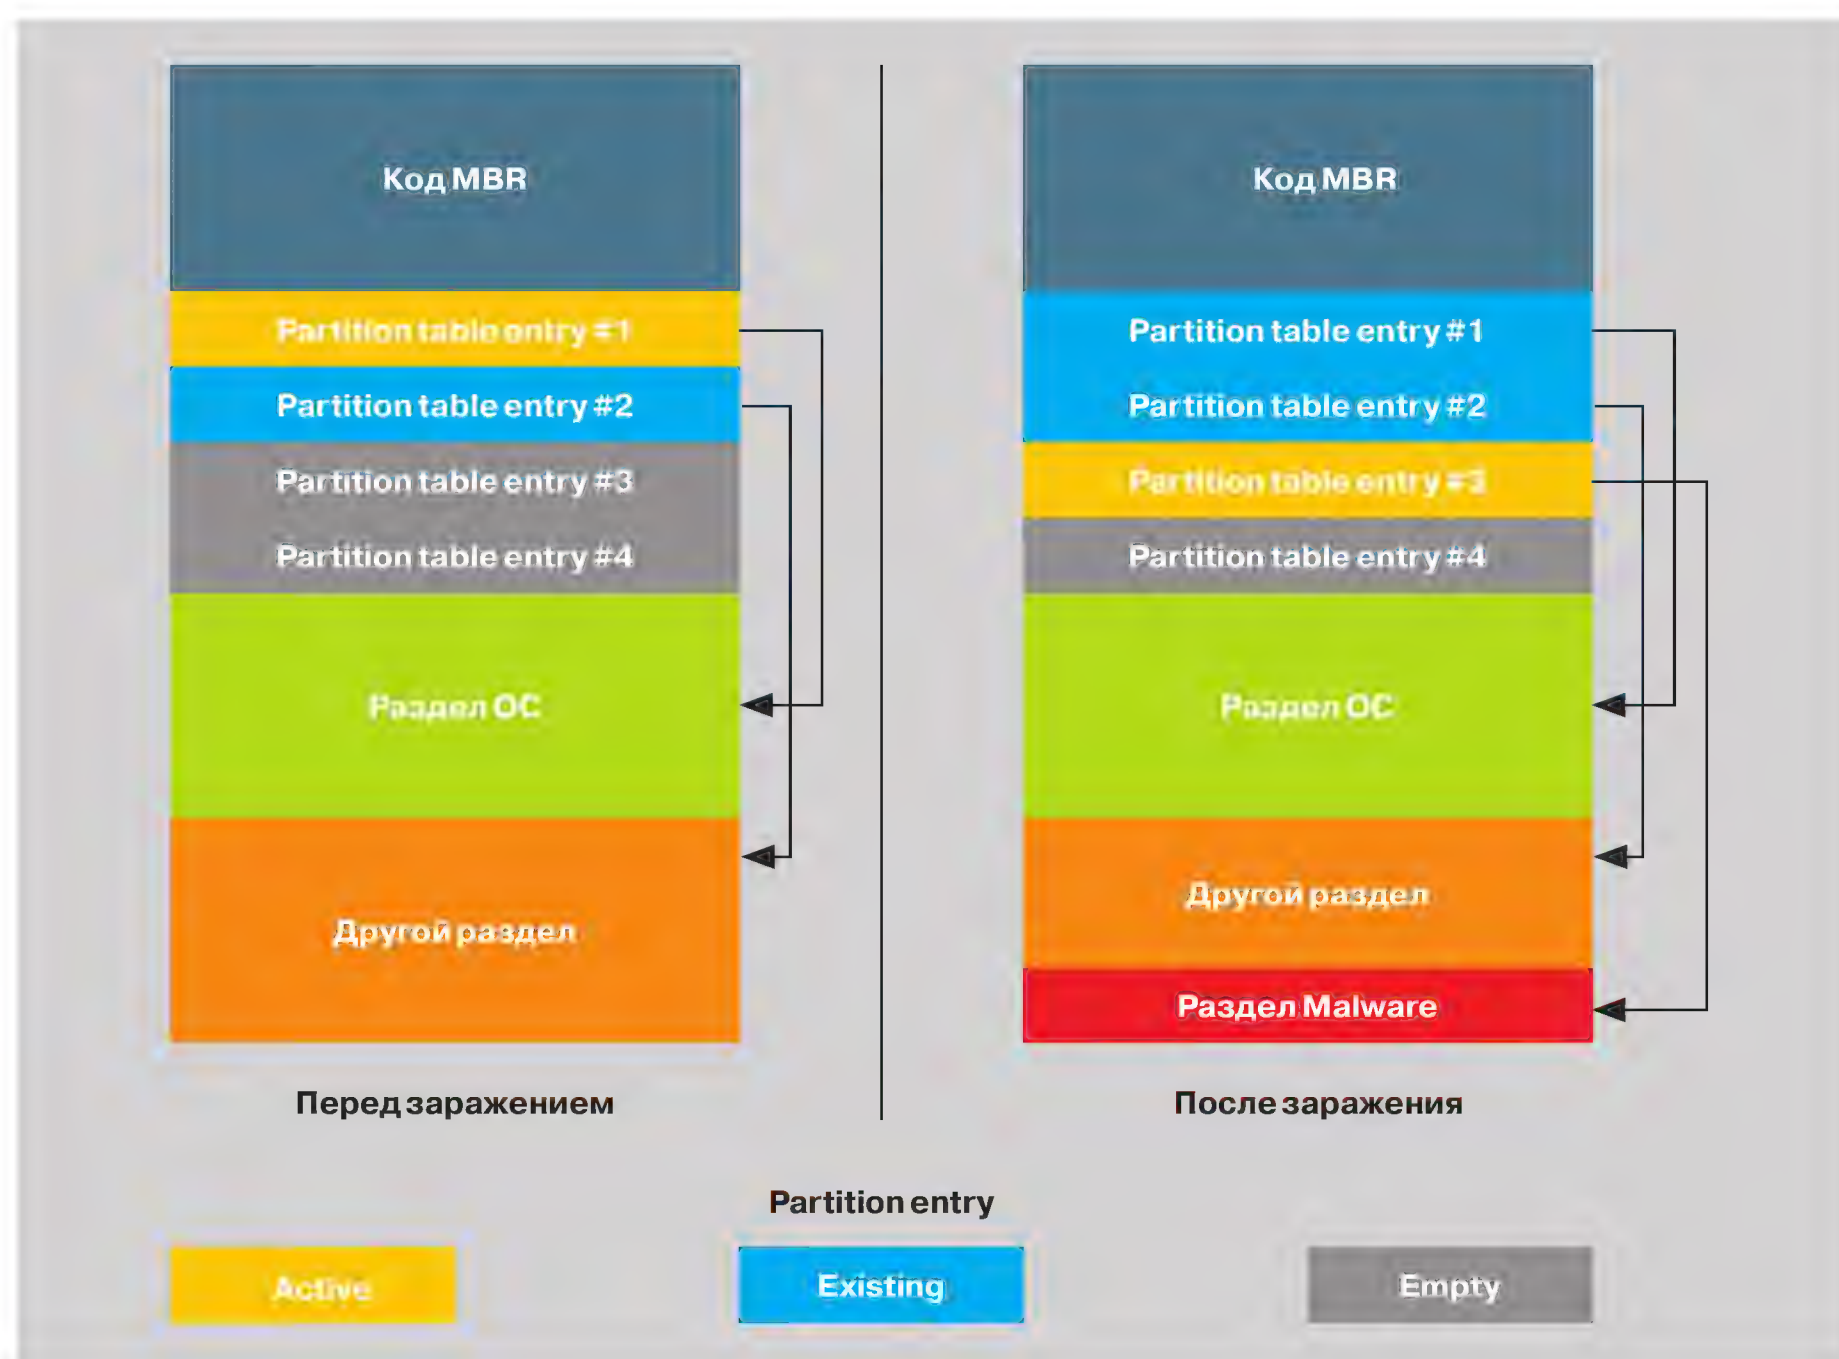 Код MBR
Partition table entry #1
Partition table entry #2
Partition table entry #3
Partition table entry #4
Раздел ОС
Другой раздел
Перед заражением
Код MBR
Partition table entry #1
Partition table entry #2
Partition table entry #3
Partition table entry #4
Раздел ОС
Другой раздел
Раздел Malware
После заражения
Partition entry
Active
Existing
Empty